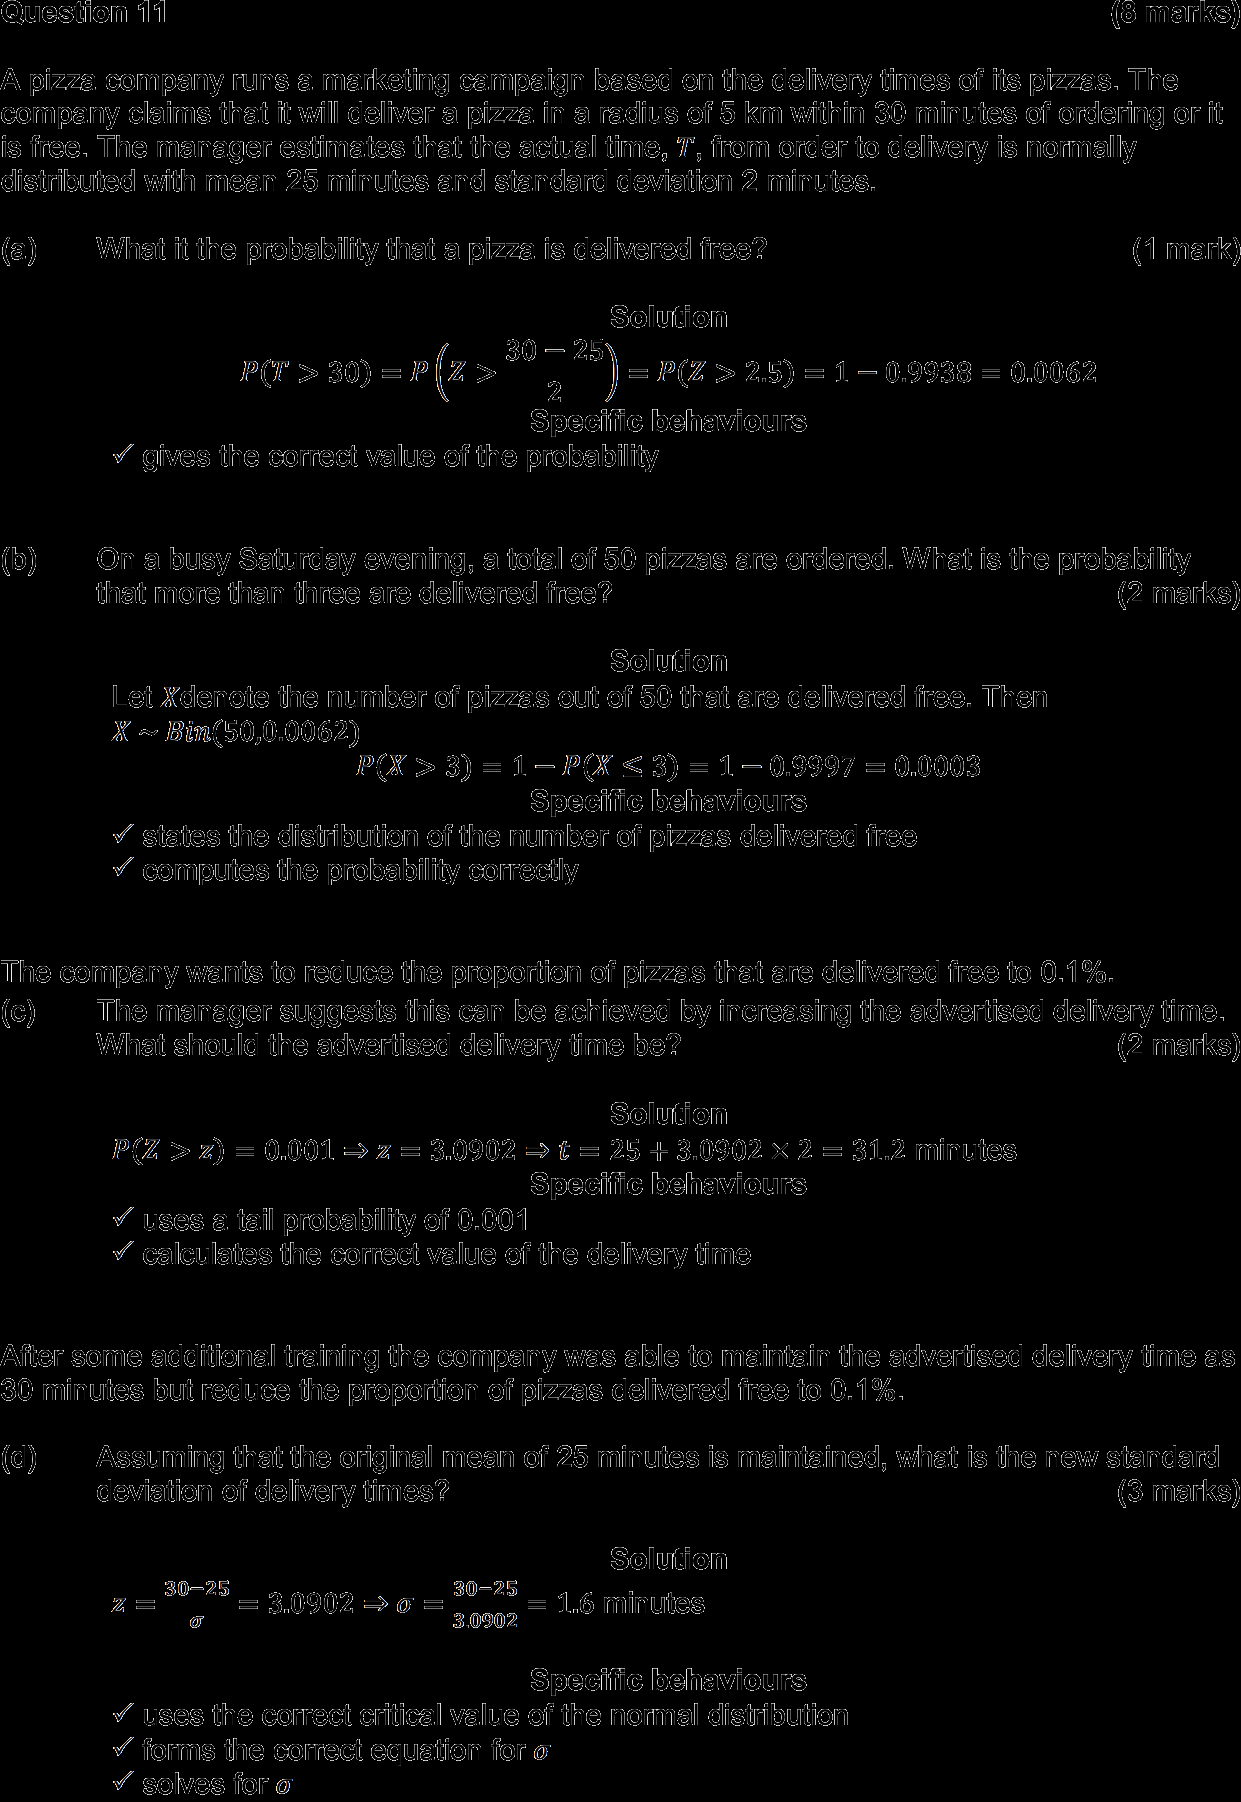 Question 11 (8 marks)
A pizza company runs a marketing campaign based on the delivery times of its pizzas. The
company claims that it will deliver a pizza in a radius of 5 km within 30 minutes of ordering or it
is free. The manager estimates that the actual time, T, from order to delivery is normally
distributed with mean 25 minutes and standard deviation 2 minutes.
(a) What it the probability that a pizza is delivered free? (1 mark)
Solution
P(T > 30) = P(Z > (30 − 25)/2) = P(Z > 2.5) = 1 − 0.9938 = 0.0062
Specific behaviours
✓ gives the correct value of the probability
(b) On a busy Saturday evening, a total of 50 pizzas are ordered. What is the probability
that more than three are delivered free? (2 marks)
Solution
Let X denote the number of pizzas out of 50 that are delivered free. Then
X ~ Bin(50,0.0062)
P(X > 3) = 1 − P(X ≤ 3) = 1 − 0.9997 = 0.0003
Specific behaviours
✓ states the distribution of the number of pizzas delivered free
✓ computes the probability correctly
The company wants to reduce the proportion of pizzas that are delivered free to 0.1%.
(c) The manager suggests this can be achieved by increasing the advertised delivery time.
What should the advertised delivery time be? (2 marks)
Solution
P(Z > z) = 0.001 ⇒ z = 3.0902 ⇒ t = 25 + 3.0902 × 2 = 31.2 minutes
Specific behaviours
✓ uses a tail probability of 0.001
✓ calculates the correct value of the delivery time
After some additional training the company was able to maintain the advertised delivery time as
30 minutes but reduce the proportion of pizzas delivered free to 0.1%.
(d) Assuming that the original mean of 25 minutes is maintained, what is the new standard
deviation of delivery times? (3 marks)
Solution
z = (30−25)/σ = 3.0902 ⇒ σ = (30−25)/3.0902 = 1.6 minutes
Specific behaviours
✓ uses the correct critical value of the normal distribution
✓ forms the correct equation for σ
✓ solves for σ